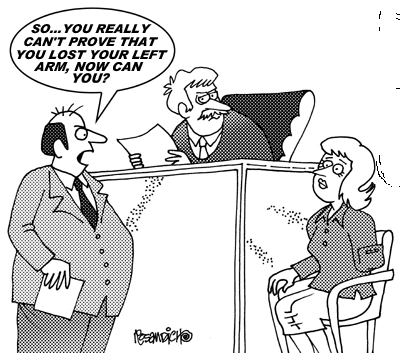 SO...YOU REALLY
CAN'T PROVE THAT
YOU LOST YOUR LEFT
ARM, NOW CAN
YOU?